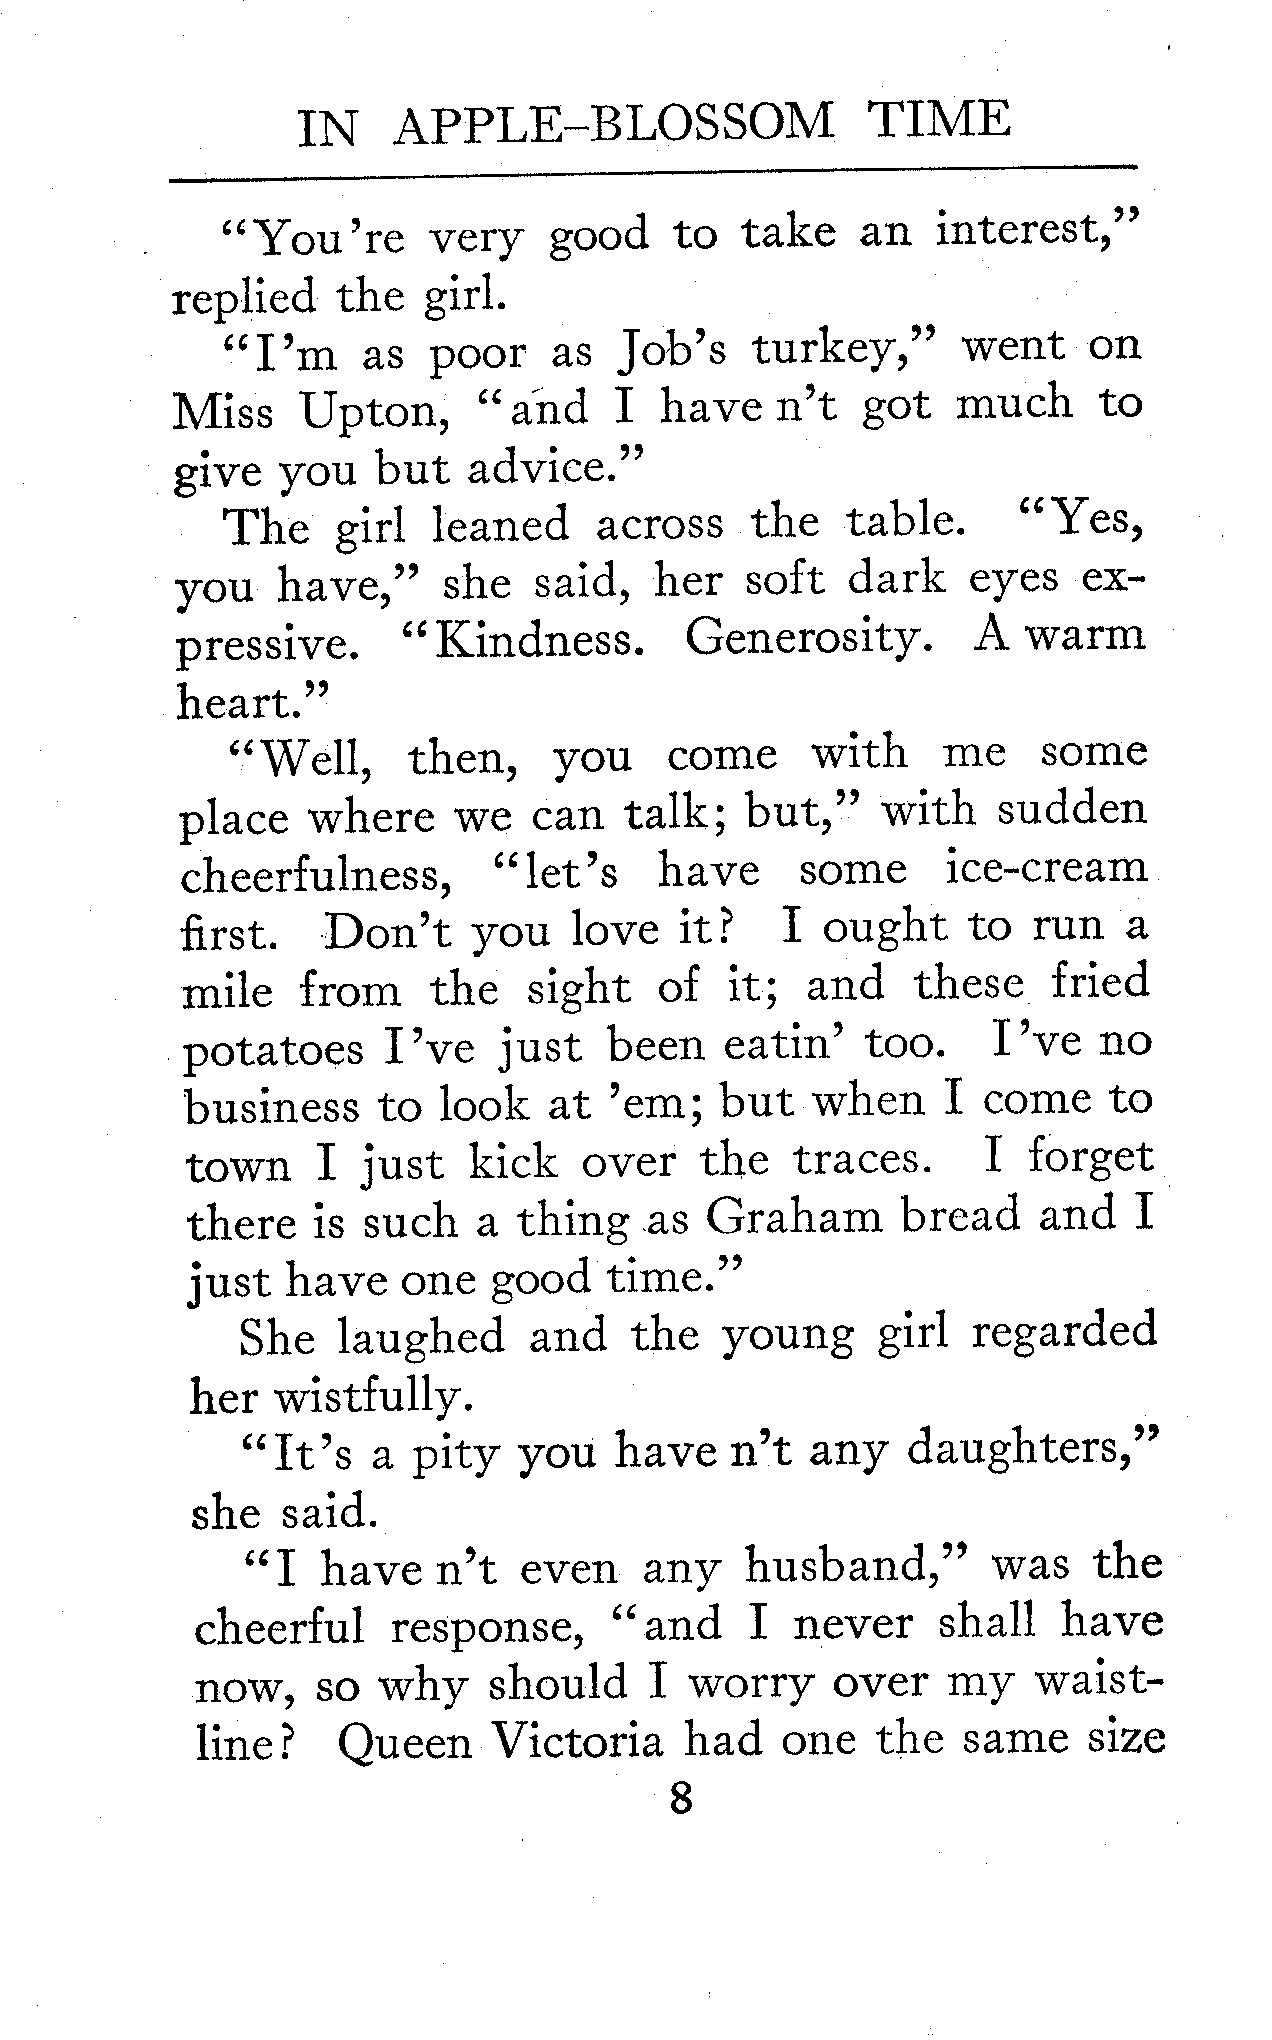 IN APPLE-BLOSSOM TIME
“You're very good to take an interest,”
replied the girl.
“I'm as poor as Job's turkey,” went on
Miss Upton, “and I have n't got much to
give you but advice.”
The girl leaned across the table. “Yes,
you have,” she said, her soft dark eyes ex-
pressive. “Kindness. Generosity. A warm
heart.”
“Well, then, you come with me some
place where we can talk; but,” with sudden
cheerfulness, “let's have some ice-cream
first. Don't you love it? I ought to run a
mile from the sight of it; and these fried
potatoes I've just been eatin' too. I've no
business to look at 'em; but when I come to
town I just kick over the traces. I forget
there is such a thing as Graham bread and I
just have one good time.”
She laughed and the young girl regarded
her wistfully.
“It's a pity you have n't any daughters,”
she said.
“I have n't even any husband,” was the
cheerful response, “and I never shall have
now, so why should I worry over my waist-
line? Queen Victoria had one the same size
8